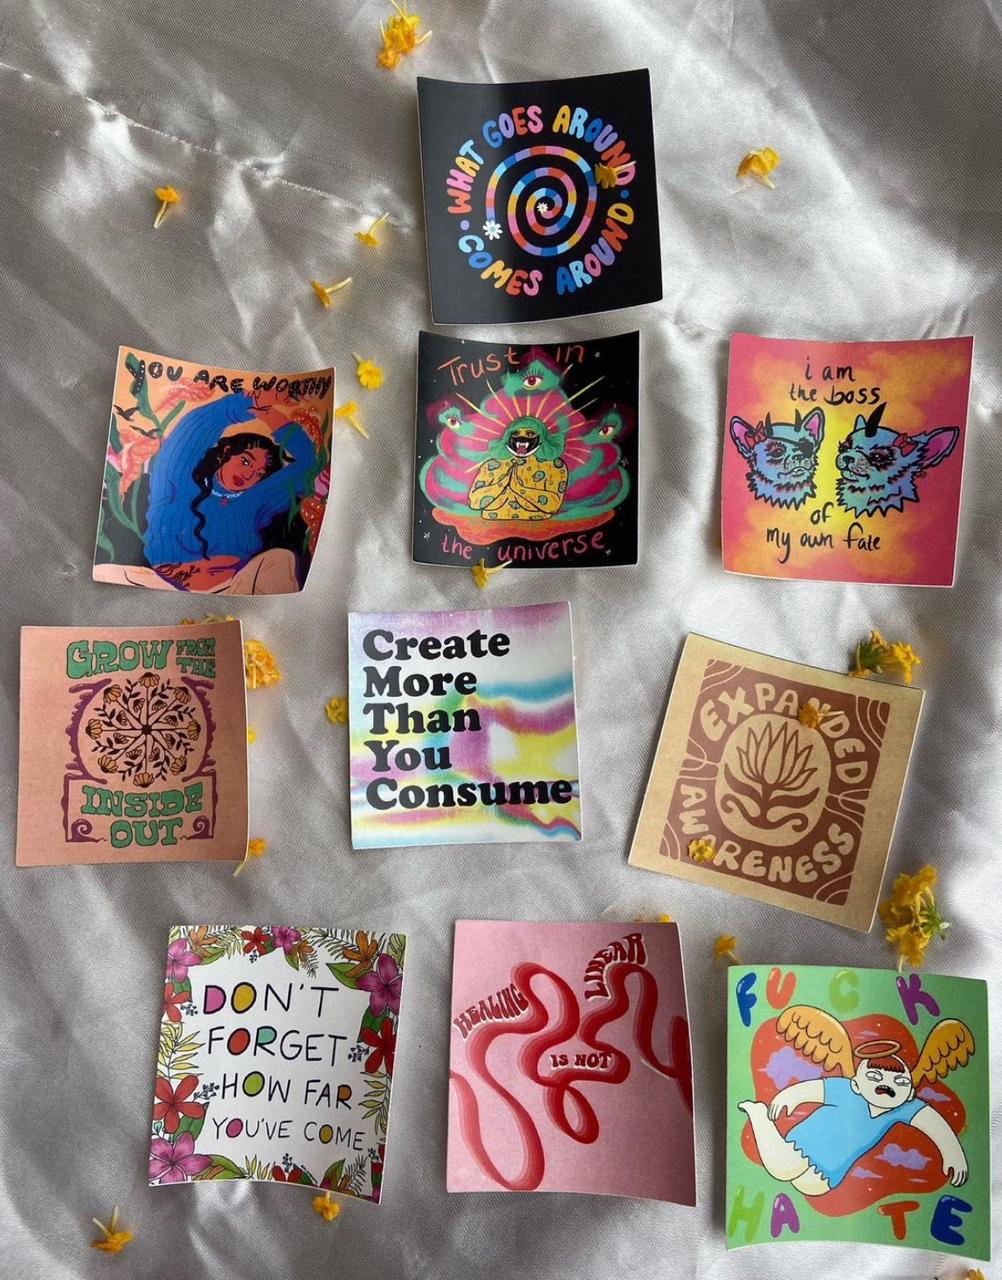 WHAT GOES AROUND
COMES AROUND
YOU ARE WORTHY
Trust in
the universe
i am
the boss
of
my own fate
GROW FROM
THE
INSIDE
OUT
Create
More
Than
You
Consume
EXPANDED
AWARENESS
DON'T
FORGET
HOW FAR
YOU'VE COME
HEALING
IS NOT
LINEAR
FUCK
HATE